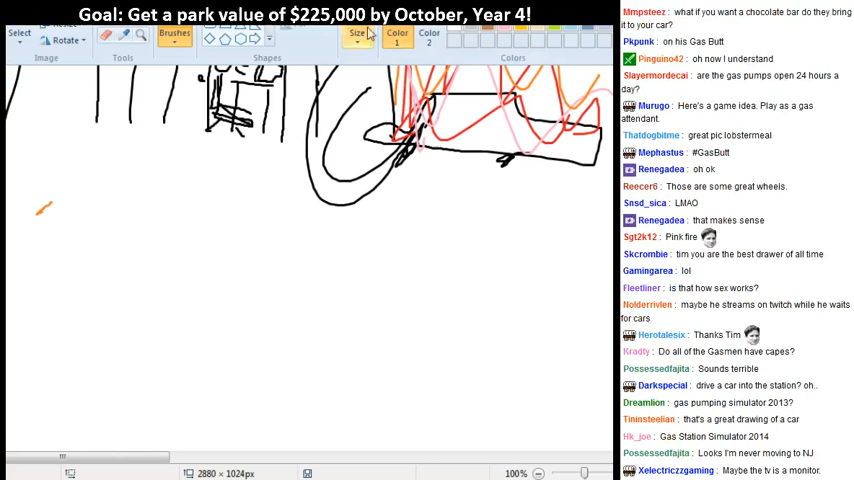 Goal: Get a park value of $225,000 by October, Year 4!
Select
Rotate
Image
Tools
Brushes
Shapes
Size
Color
1
Color
2
Colors
2880 × 1024px
100%
Mmpsteez : what if you want a chocolate bar do they bring it to your car?
Pkpunk : on his Gas Butt
Pinguino42 : oh now I understand
Slayermordecai : are the gas pumps open 24 hours a day?
Murugo : Here's a game idea. Play as a gas attendant.
Thatdogbitme : great pic lobstermeal
Mephastus : #GasButt
Renegadea : oh ok
Reecer6 : Those are some great wheels.
Snsd_sica : LMAO
Renegadea : that makes sense
Sgt2k12 : Pink fire
Skcrombie : tim you are the best drawer of all time
Gamingarea : lol
Fleetliner : is that how sex works?
Nolderrivlen : maybe he streams on twitch while he waits for cars
Herotalesix : Thanks Tim
Kradty : Do all of the Gasmen have capes?
Possessedfajita : Sounds terrible
Darkspecial : drive a car into the station? oh..
Dreamlion : gas pumping simulator 2013?
Tininsteelian : that's a great drawing of a car
Hk_joe : Gas Station Simulator 2014
Possessedfajita : Looks I'm never moving to NJ
Xelectriczzgaming : Maybe the tv is a monitor.